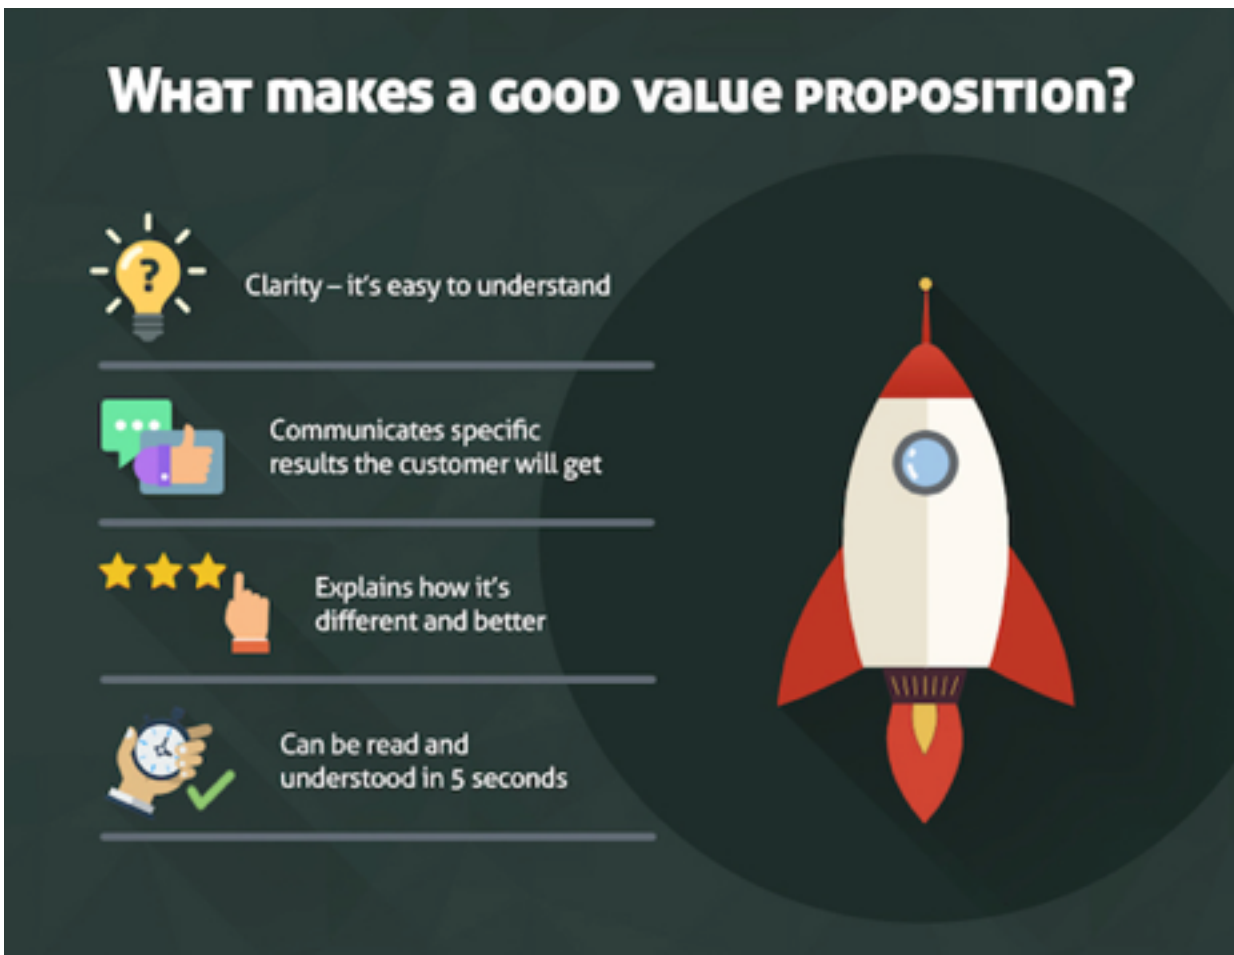 What makes a good value proposition?
?
Clarity – it's easy to understand
Communicates specific
results the customer will get
Explains how it's
different and better
Can be read and
understood in 5 seconds